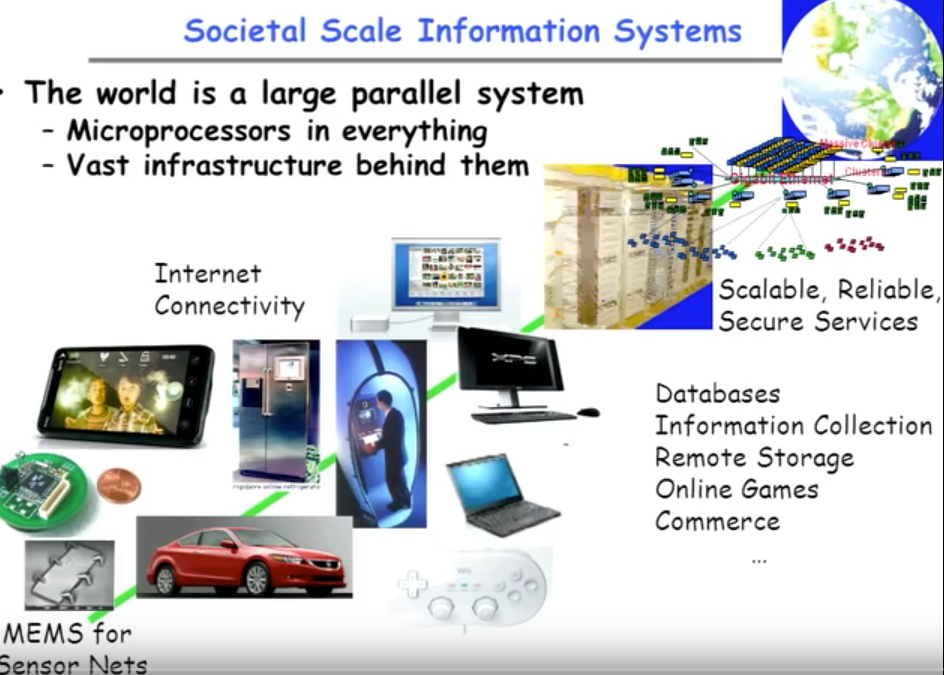 Societal Scale Information Systems
The world is a large parallel system
– Microprocessors in everything
– Vast infrastructure behind them
Massive Cluster
Gigabit Ethernet
Clusters
Internet
Connectivity
Scalable, Reliable,
Secure Services
XPS
Databases
Information Collection
Remote Storage
Online Games
Commerce
...
Wii
MEMS for
Sensor Nets